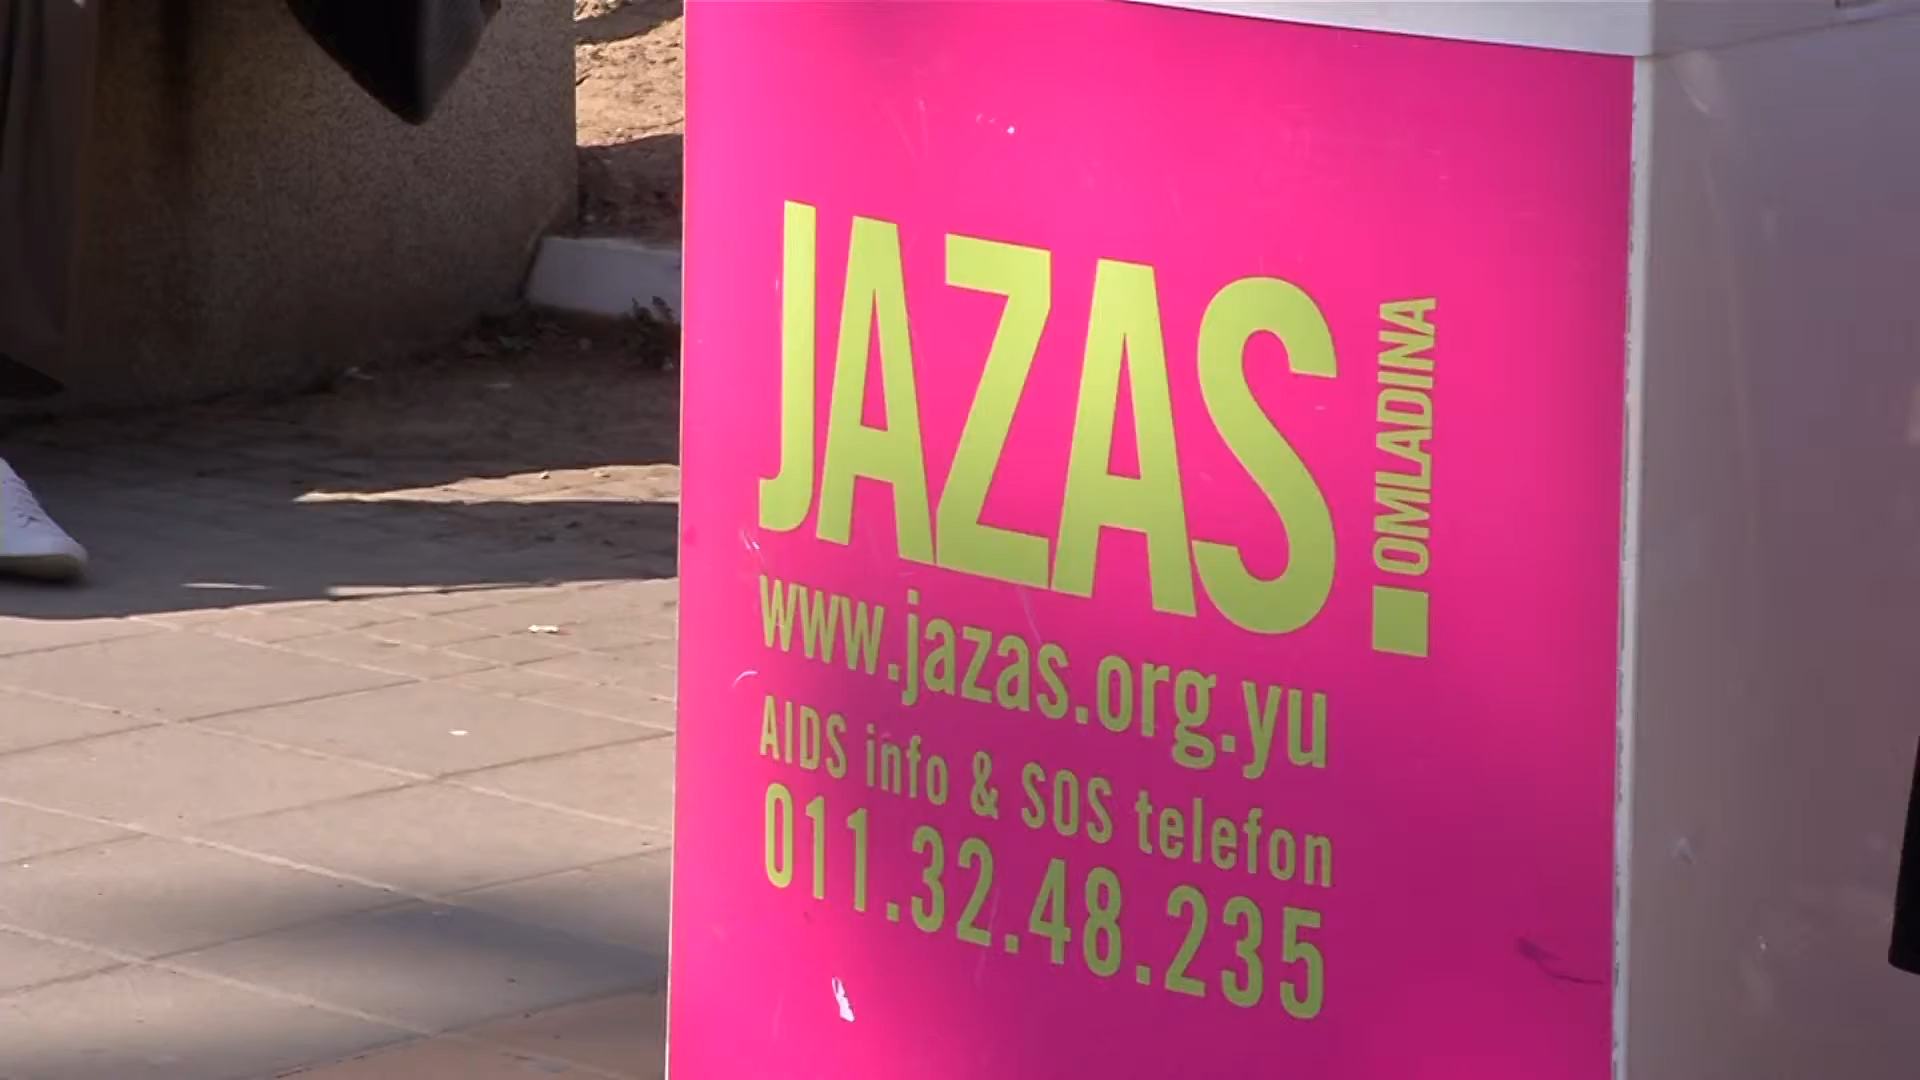 JAZAS
OMLADINA
www.jazas.org.yu
AIDS info & SOS telefon
011.32.48.235